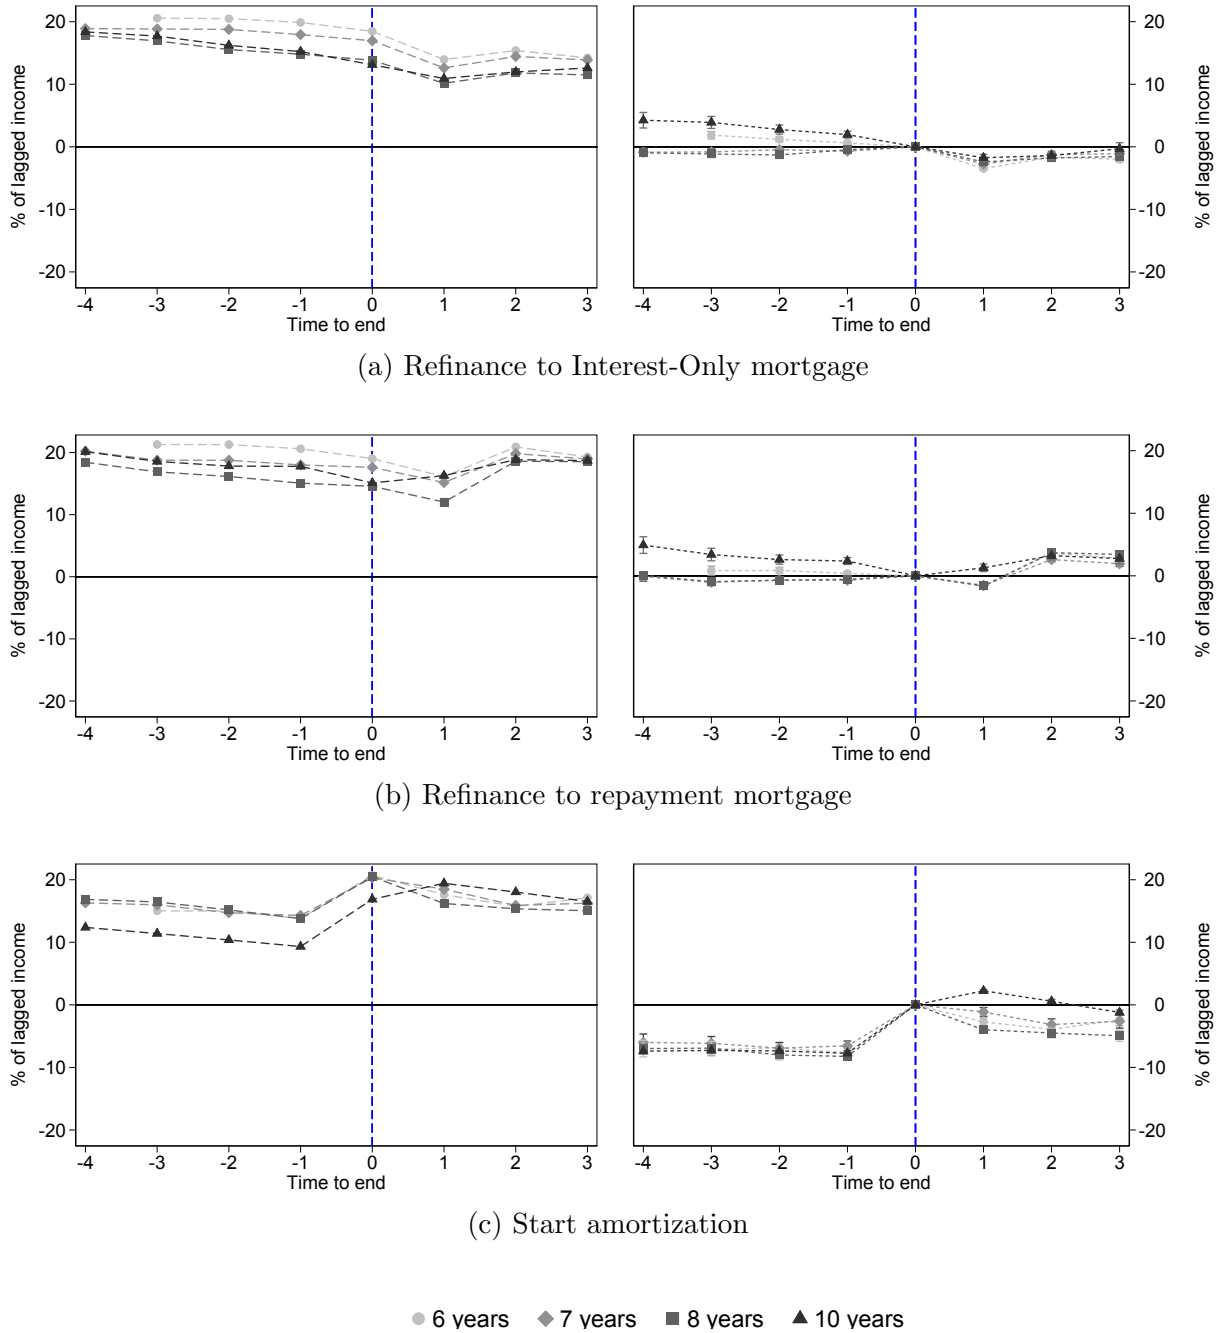 20
10
0
-10
-20
% of lagged income
-4 -3 -2 -1 0 1 2 3
Time to end
20
10
0
-10
-20
% of lagged income
-4 -3 -2 -1 0 1 2 3
Time to end
(a) Refinance to Interest-Only mortgage
20
10
0
-10
-20
% of lagged income
-4 -3 -2 -1 0 1 2 3
Time to end
20
10
0
-10
-20
% of lagged income
-4 -3 -2 -1 0 1 2 3
Time to end
(b) Refinance to repayment mortgage
20
10
0
-10
-20
% of lagged income
-4 -3 -2 -1 0 1 2 3
Time to end
20
10
0
-10
-20
% of lagged income
-4 -3 -2 -1 0 1 2 3
Time to end
(c) Start amortization
6 years 7 years 8 years 10 years